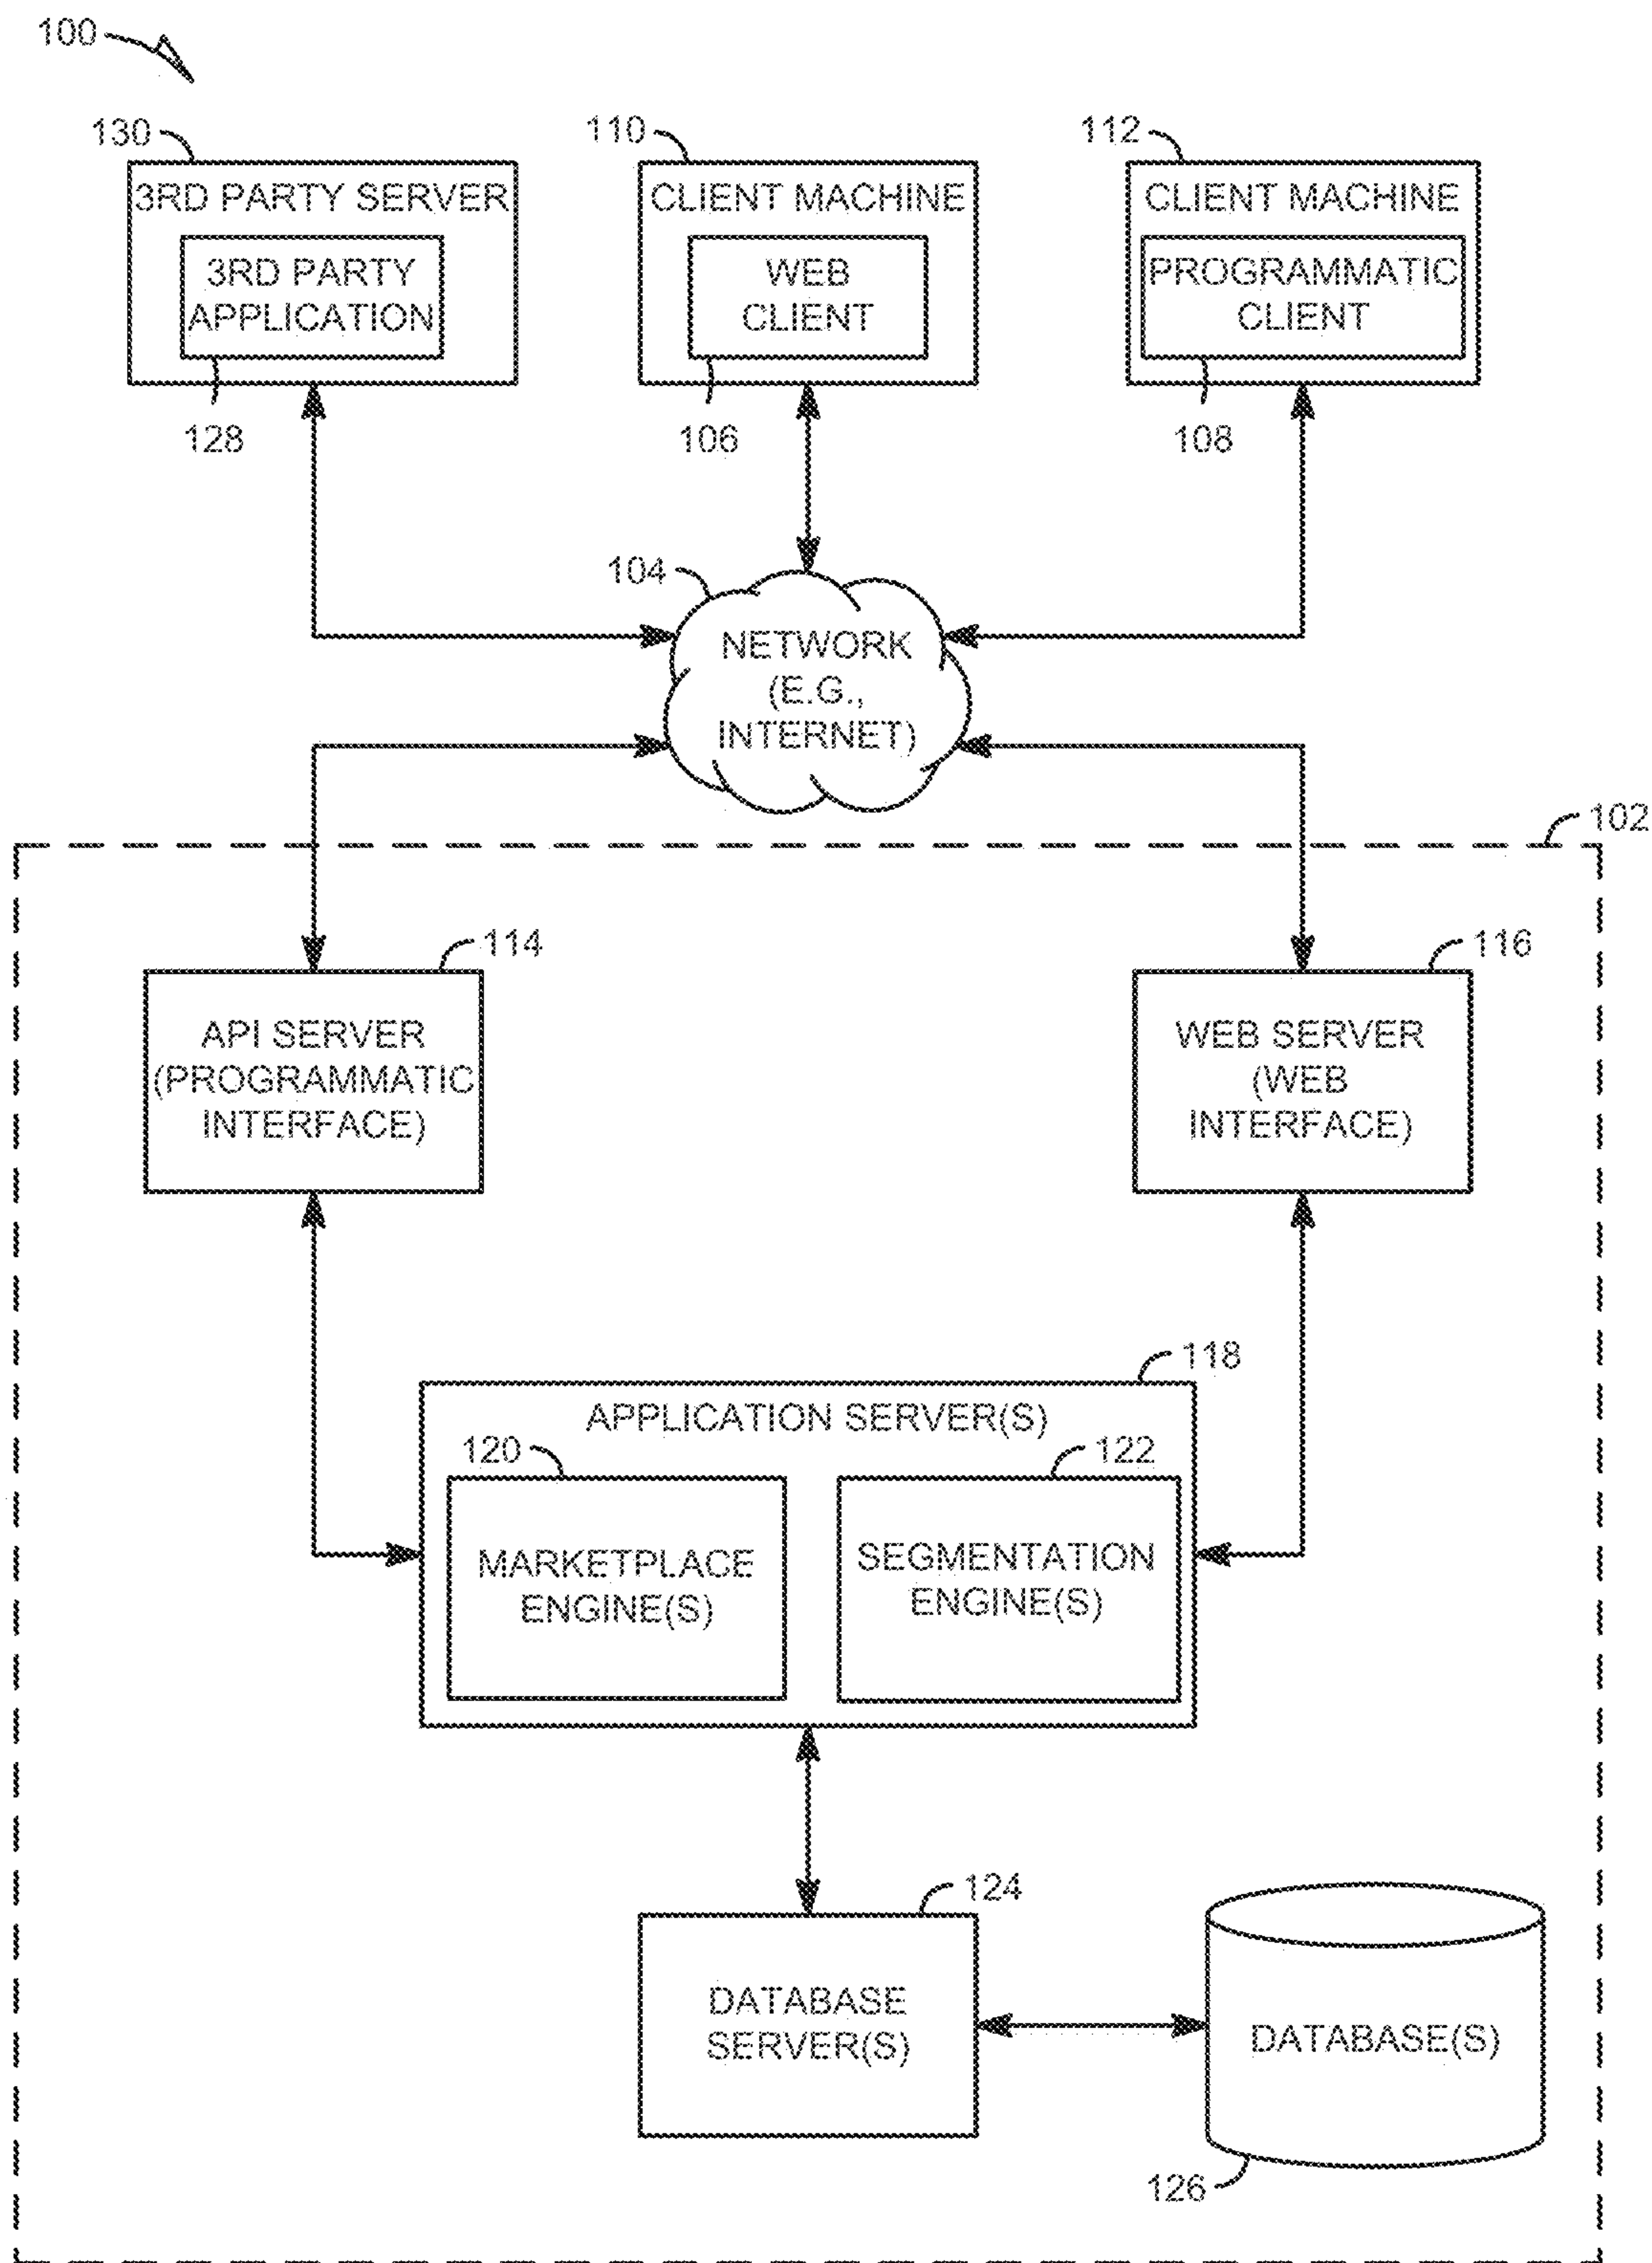 100
130
110
112
3RD PARTY SERVER
CLIENT MACHINE
CLIENT MACHINE
3RD PARTY
APPLICATION
WEB
CLIENT
PROGRAMMATIC
CLIENT
128
106
108
104
NETWORK
(E.G.,
INTERNET)
102
114
116
API SERVER
(PROGRAMMATIC
INTERFACE)
WEB SERVER
(WEB
INTERFACE)
118
APPLICATION SERVER(S)
120
122
MARKETPLACE
ENGINE(S)
SEGMENTATION
ENGINE(S)
124
DATABASE
SERVER(S)
DATABASE(S)
126